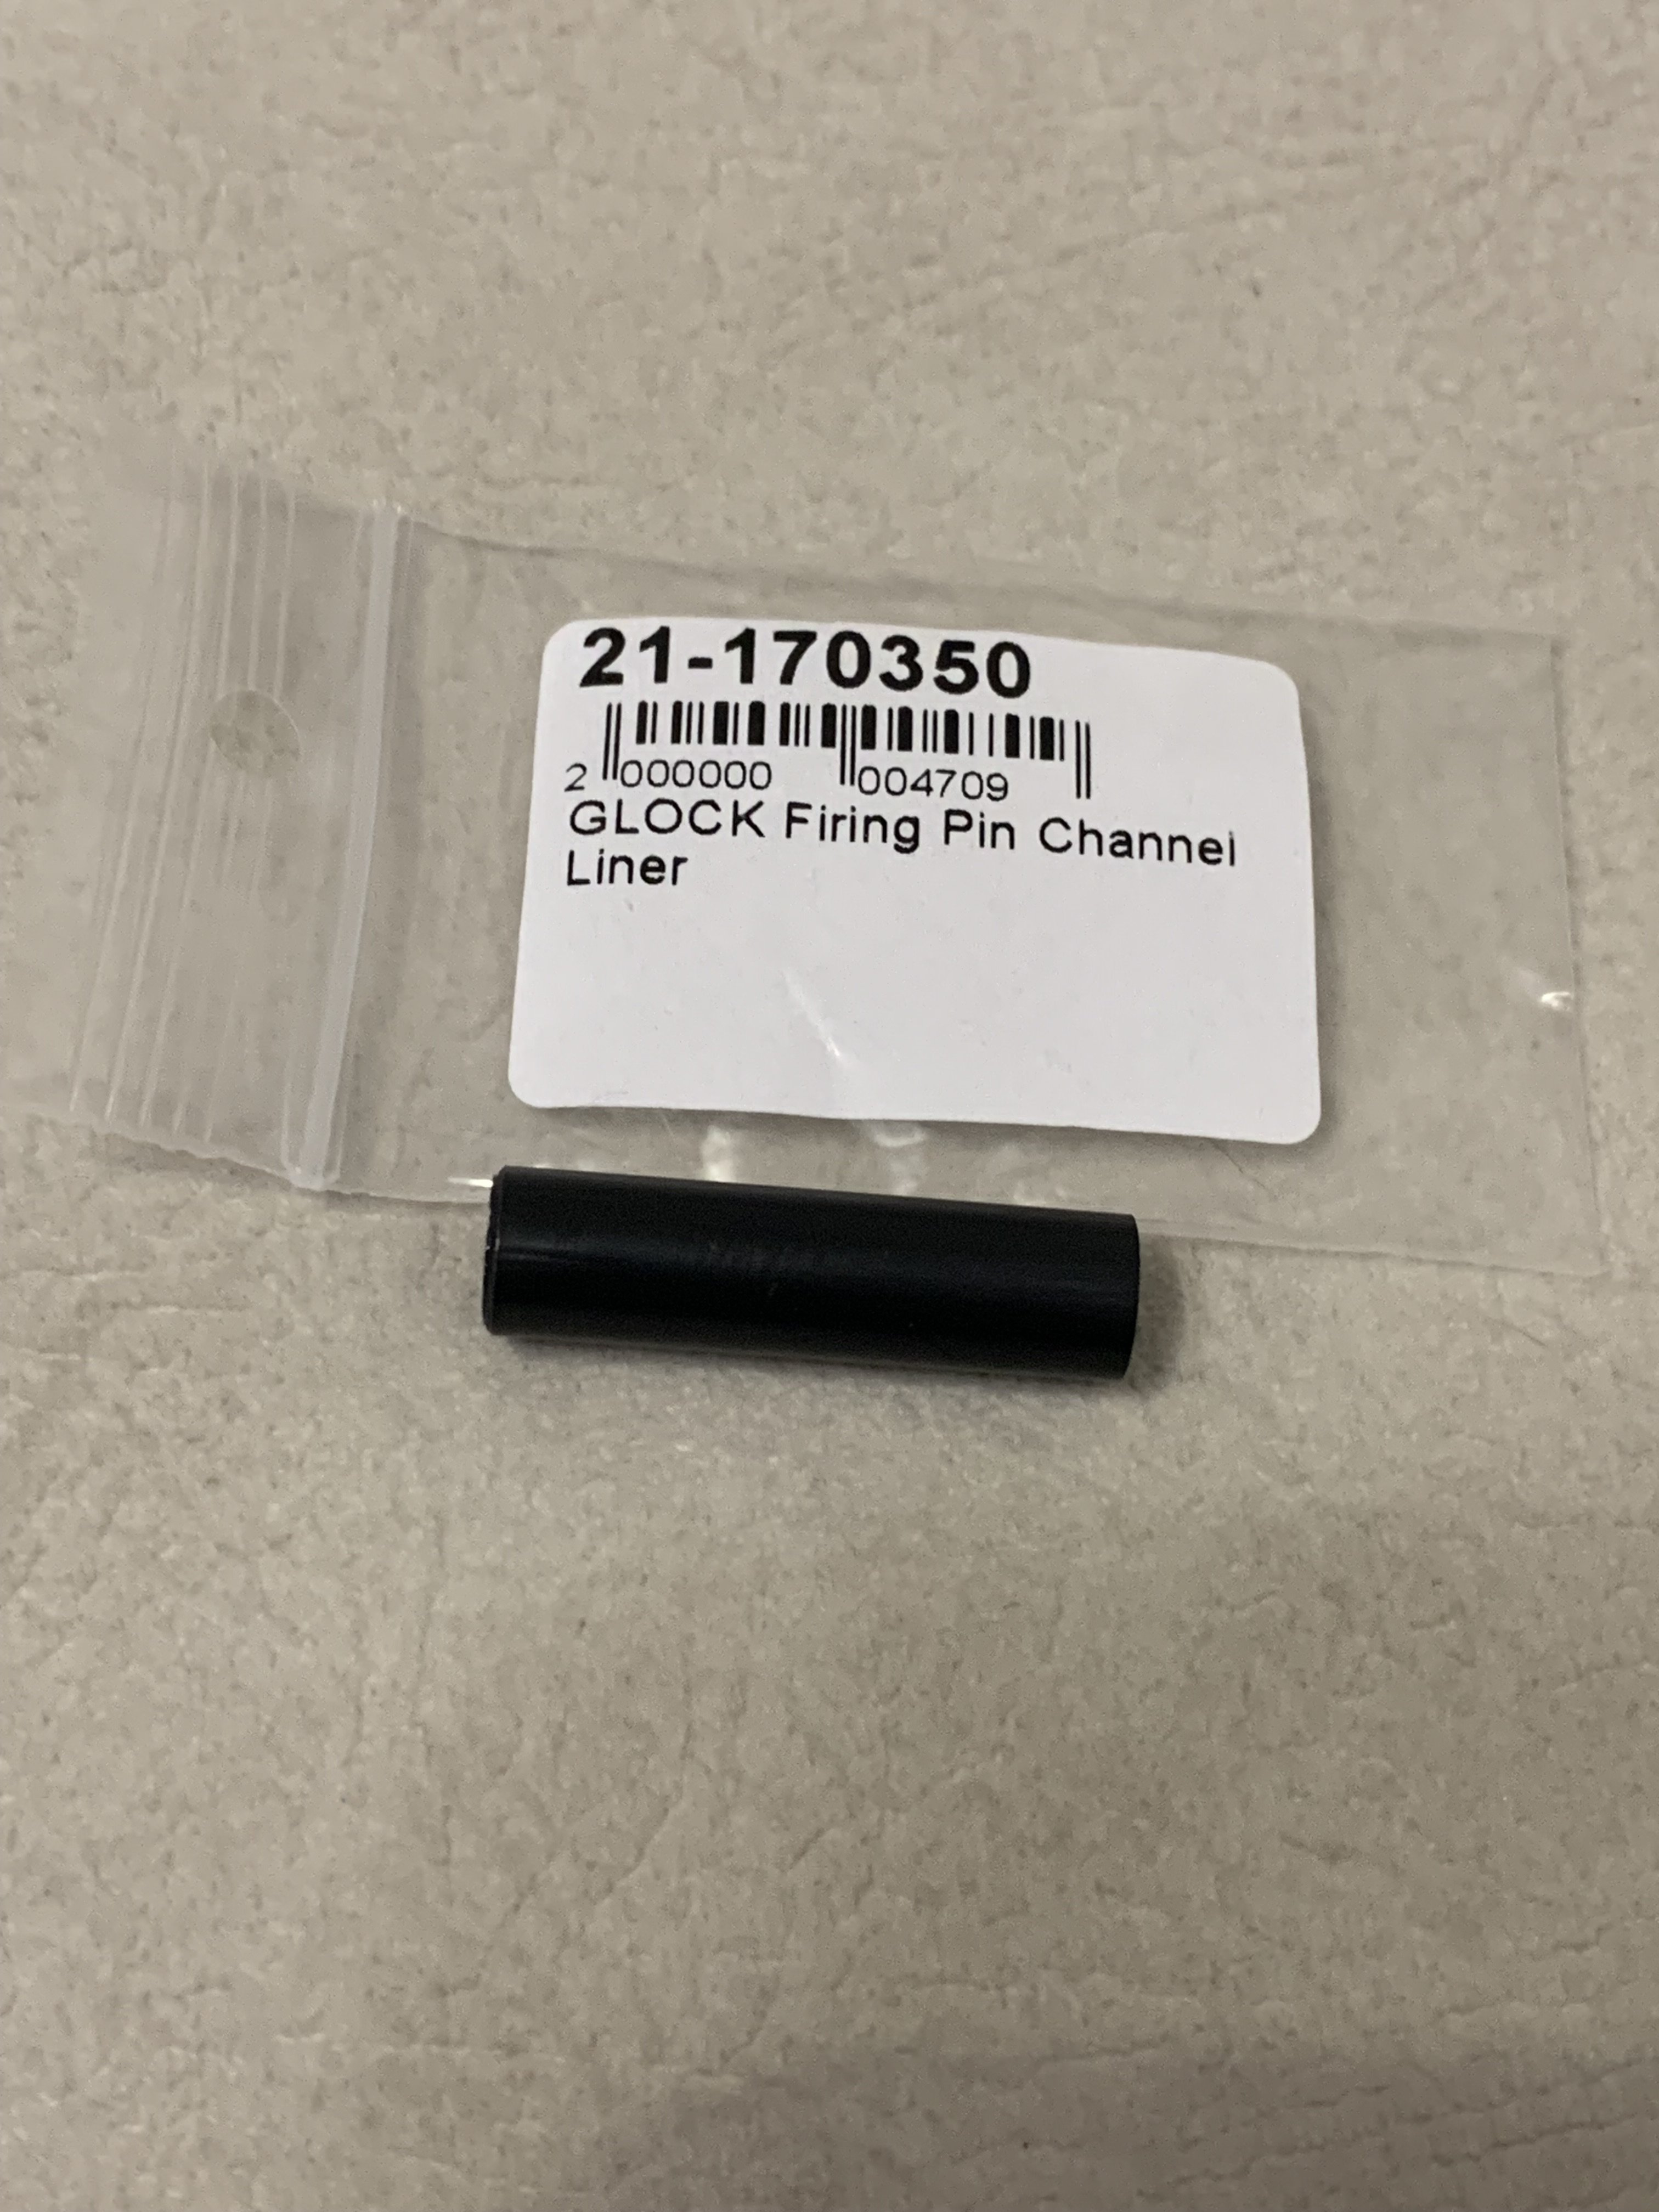 21-170350
2 000000 004709
GLOCK Firing Pin Channel
Liner